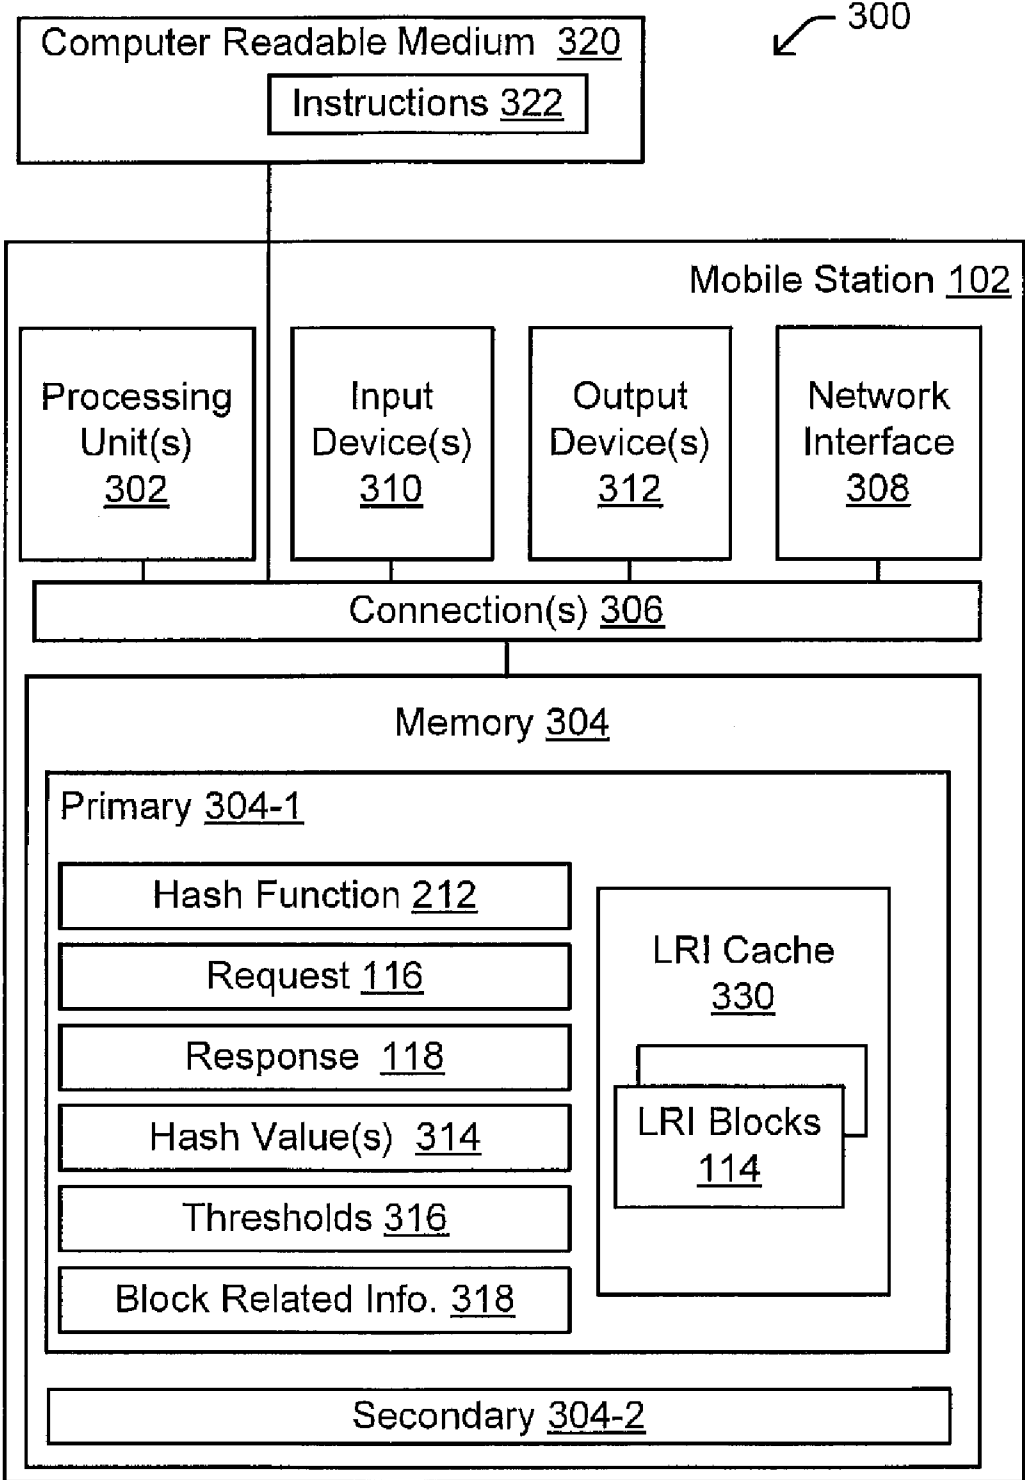 300
Computer Readable Medium 320
Instructions 322
Mobile Station 102
Processing
Unit(s)
302
Input
Device(s)
310
Output
Device(s)
312
Network
Interface
308
Connection(s) 306
Memory 304
Primary 304-1
Hash Function 212
Request 116
Response 118
Hash Value(s) 314
Thresholds 316
Block Related Info. 318
LRI Cache
330
LRI Blocks
114
Secondary 304-2